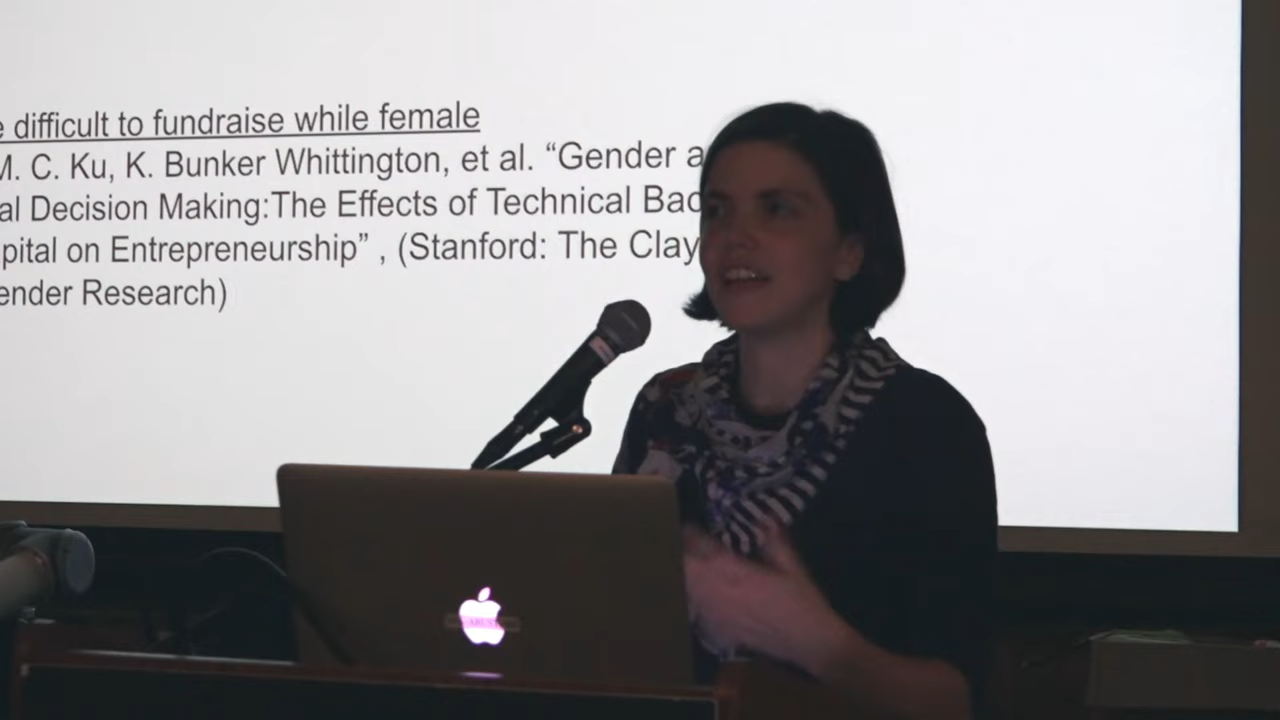 e difficult to fundraise while female
M. C. Ku, K. Bunker Whittington, et al. “Gender a
al Decision Making:The Effects of Technical Bac
pital on Entrepreneurship” , (Stanford: The Clay
ender Research)